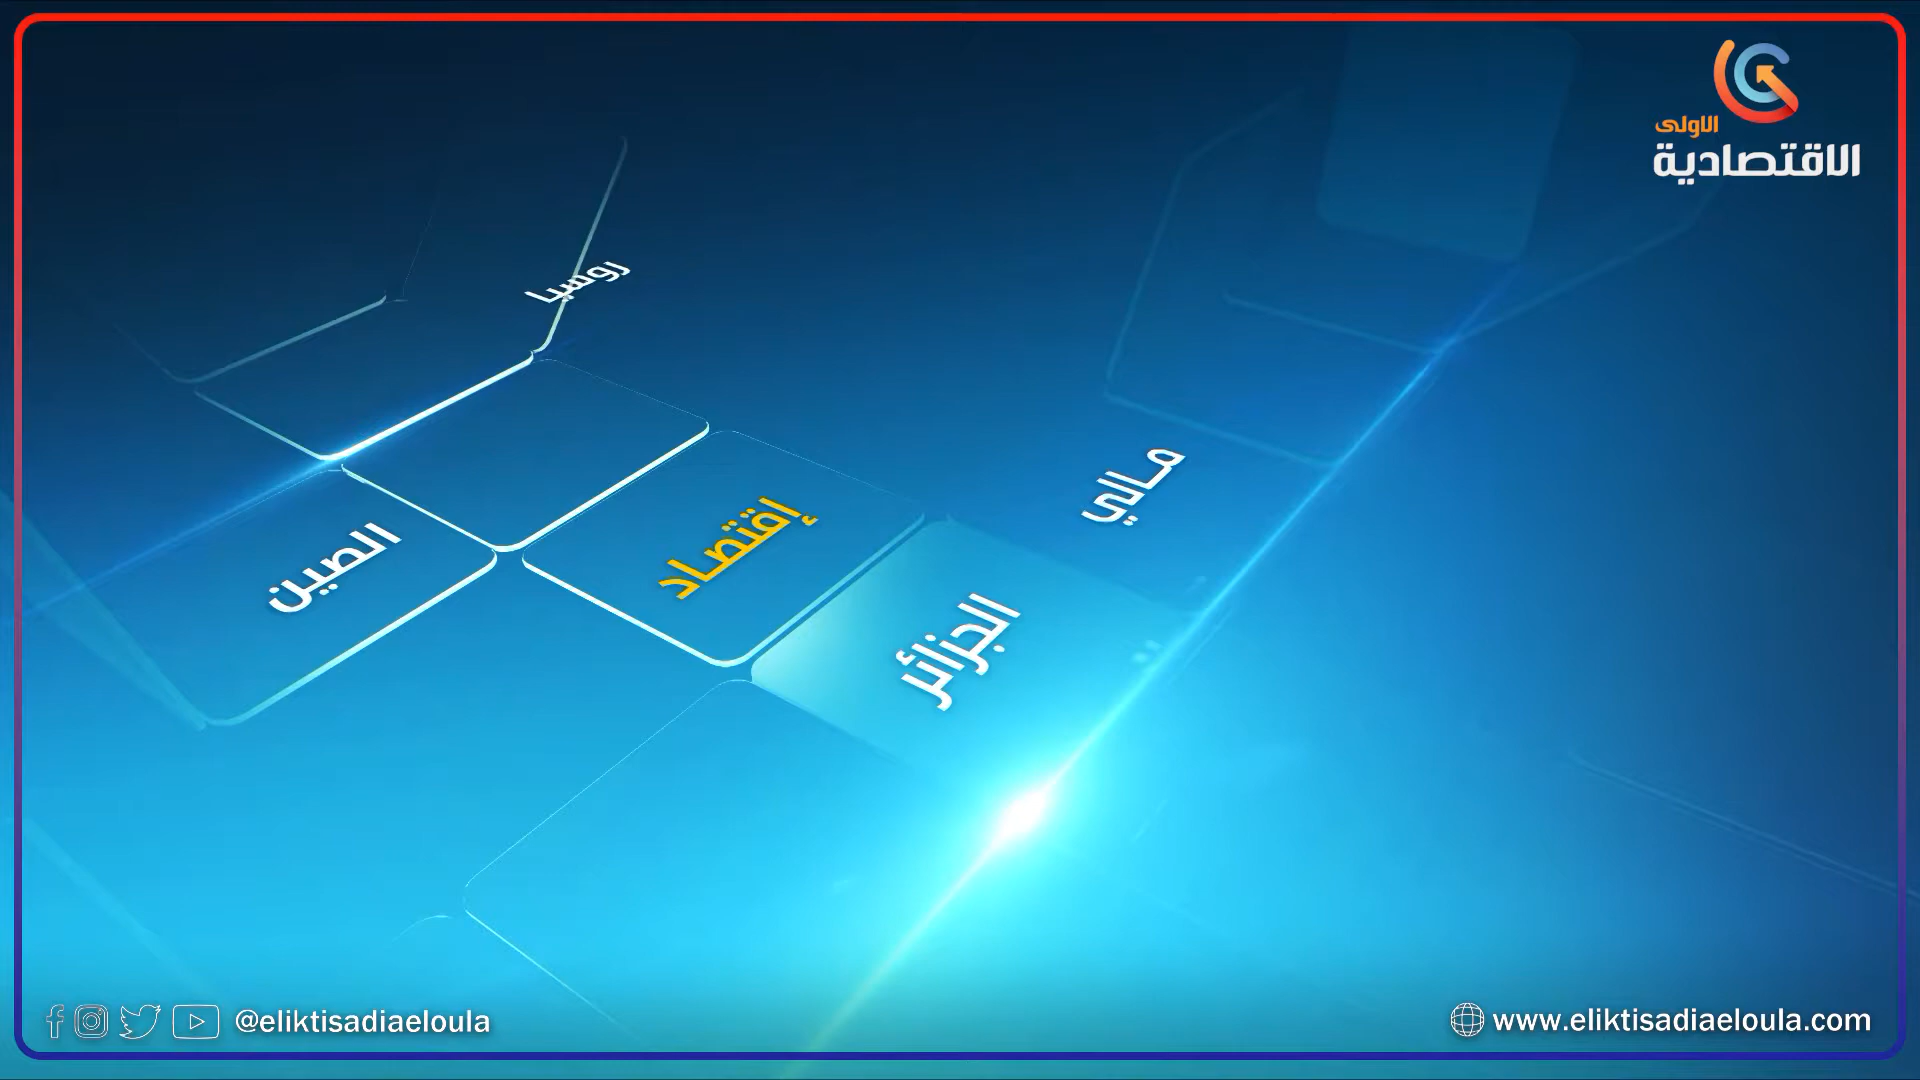 الاولى
الاقتصادية
روسيا
مالي
إقتصاد
الصين
الجزائر
@eliktisadiaeloula
www.eliktisadiaeloula.com